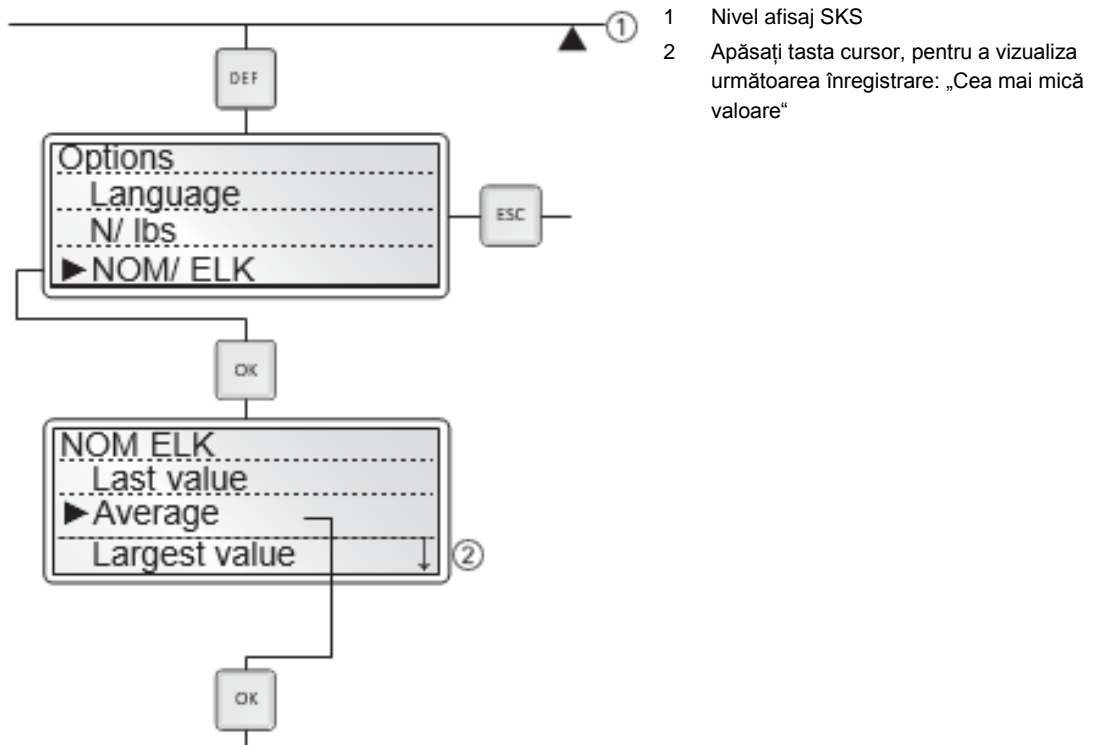 ①
1 Nivel afisaj SKS
2 Apăsați tasta cursor, pentru a vizualiza
următoarea înregistrare: „Cea mai mică
valoare“
DEF
Options
Language
N/ lbs
►NOM/ ELK
ESC
OK
NOM ELK
Last value
►Average
Largest value ↓
②
OK